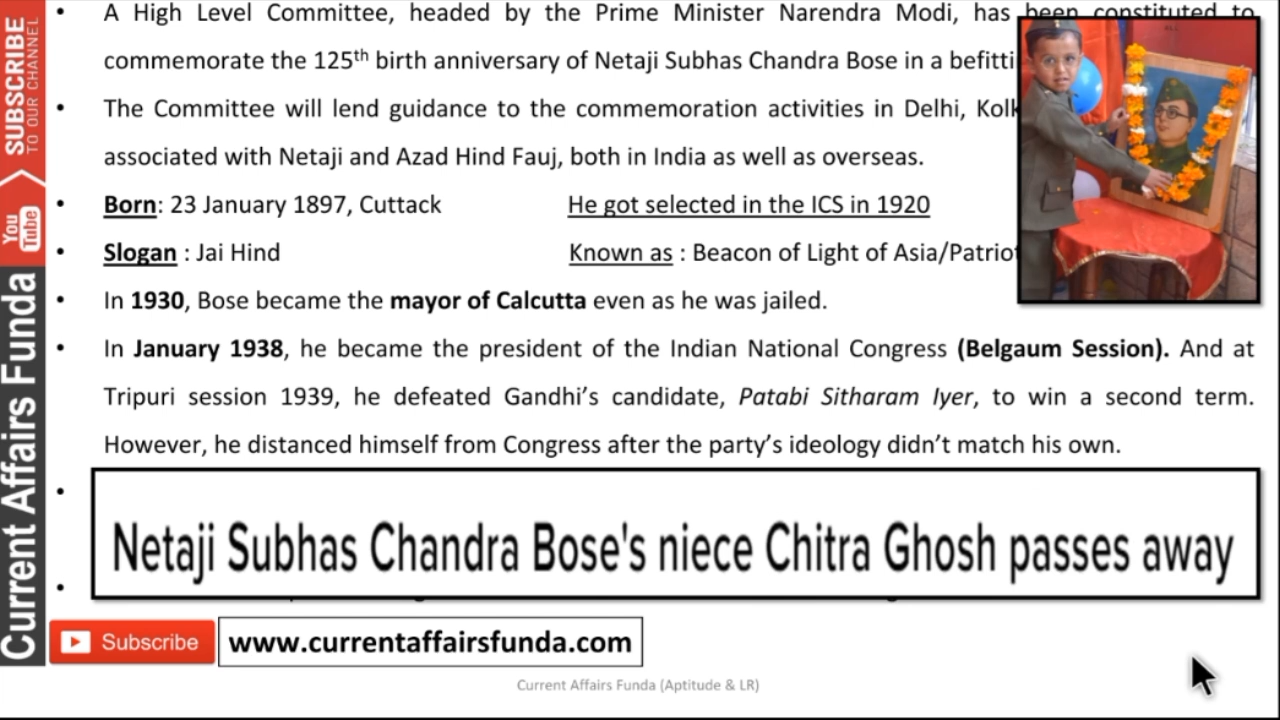 A High Level Committee, headed by the Prime Minister Narendra Modi, has been constituted to
commemorate the 125th birth anniversary of Netaji Subhas Chandra Bose in a
The Committee will lend guidance to the commemoration activities in Delhi,
associated with Netaji and Azad Hind Fauj, both in India as well as overseas.
Born: 23 January 1897, Cuttack He got selected in the ICS in 1920
Slogan : Jai Hind Known as : Beacon of Light of Asia/Patriot
In 1930, Bose became the mayor of Calcutta even as he was jailed.
In January 1938, he became the president of the Indian National Congress (Belgaum Session). And at
Tripuri session 1939, he defeated Gandhi's candidate, Patabi Sitharam Iyer, to win a second term.
However, he distanced himself from Congress after the party's ideology didn't match his own.
Netaji Subhas Chandra Bose's niece Chitra Ghosh passes away
Subscribe
www.currentaffairsfunda.com
Current Affairs Funda (Aptitude & LR)
SUBSCRIBE
TO OUR CHANNEL
You
Tube
Current Affairs Funda